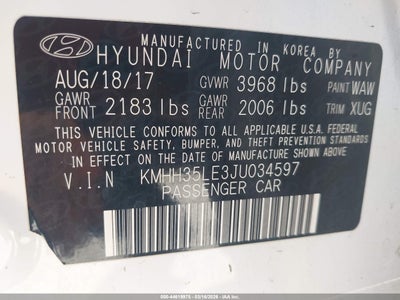 MANUFACTURED IN KOREA BY
HYUNDAI MOTOR COMPANY
AUG/18/17 GVWR 3968 lbs PAINT WAW
GAWR FRONT 2183 lbs GAWR REAR 2006 lbs TRIM XUG
THIS VEHICLE CONFORMS TO ALL APPLICABLE U.S.A. FEDERAL
MOTOR VEHICLE SAFETY, BUMPER, AND THEFT PREVENTION STANDARDS
IN EFFECT ON THE DATE OF MANUFACTURE SHOWN ABOVE
V.I.N KMHH35LE3JU034597
PASSENGER CAR